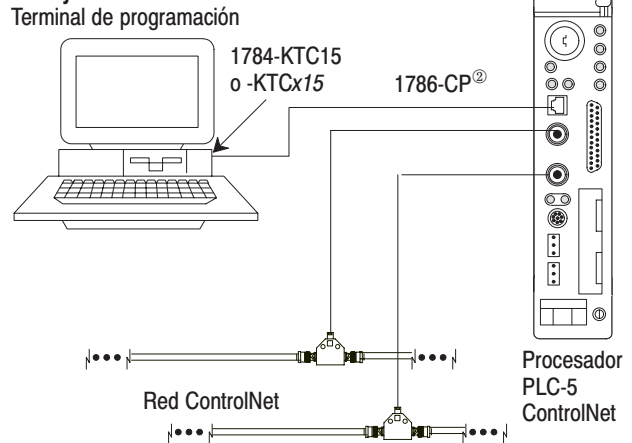 Terminal de programación
1784-KTC15
o -KTCx15
1786-CP②
Red ControlNet
Procesador
PLC-5
ControlNet